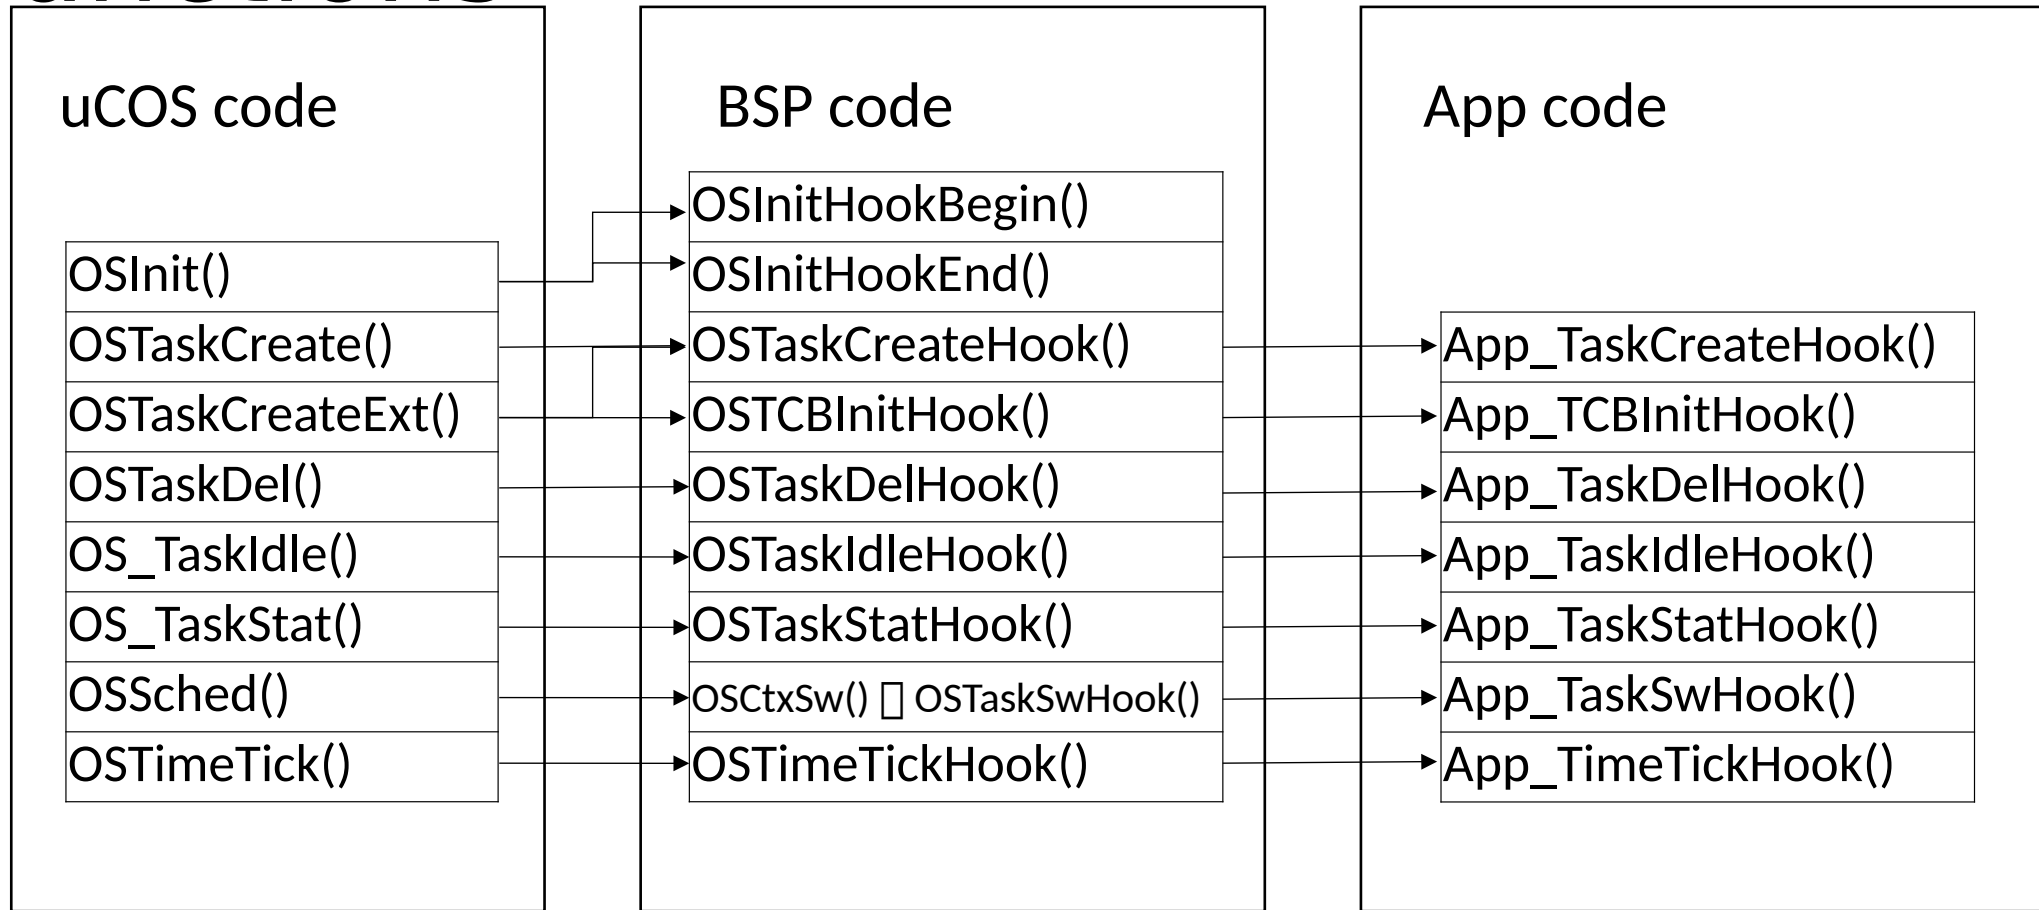 uCOS code
OSInit()
OSTaskCreate()
OSTaskCreateExt()
OSTaskDel()
OS_TaskIdle()
OS_TaskStat()
OSSched()
OSTimeTick()
BSP code
OSInitHookBegin()
OSInitHookEnd()
OSTaskCreateHook()
OSTCBInitHook()
OSTaskDelHook()
OSTaskIdleHook()
OSTaskStatHook()
OSCtxSw() ▯ OSTaskSwHook()
OSTimeTickHook()
App code
App_TaskCreateHook()
App_TCBInitHook()
App_TaskDelHook()
App_TaskIdleHook()
App_TaskStatHook()
App_TaskSwHook()
App_TimeTickHook()